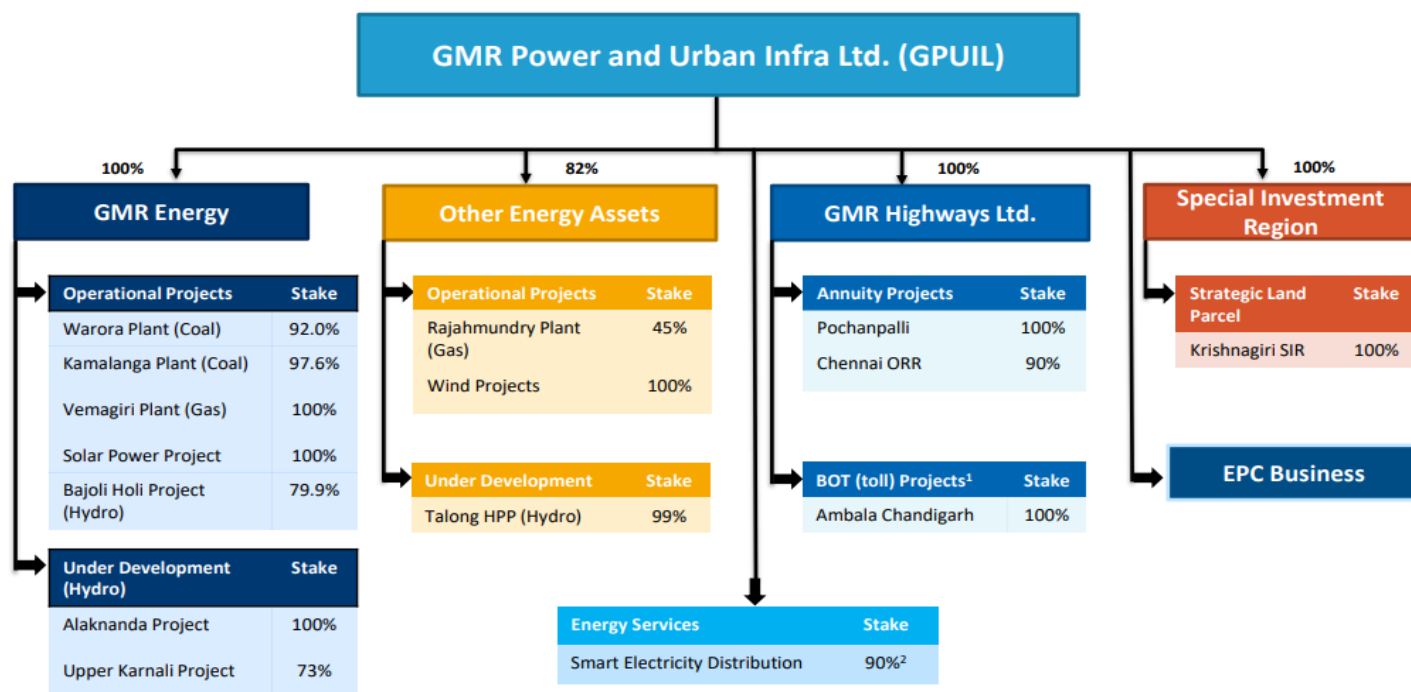 GMR Power and Urban Infra Ltd. (GPUIL)
100%
82%
100%
100%
GMR Energy
Operational Projects Stake
Warora Plant (Coal) 92.0%
Kamalanga Plant (Coal) 97.6%
Vemagiri Plant (Gas) 100%
Solar Power Project 100%
Bajoli Holi Project 79.9%
(Hydro)
Under Development Stake
(Hydro)
Alaknanda Project 100%
Upper Karnali Project 73%
Other Energy Assets
Operational Projects Stake
Rajahmundry Plant 45%
(Gas)
Wind Projects 100%
Under Development Stake
Talong HPP (Hydro) 99%
GMR Highways Ltd.
Annuity Projects Stake
Pochanpalli 100%
Chennai ORR 90%
BOT (toll) Projects¹ Stake
Ambala Chandigarh 100%
Energy Services Stake
Smart Electricity Distribution 90%²
Special Investment
Region
Strategic Land Stake
Parcel
Krishnagiri SIR 100%
EPC Business